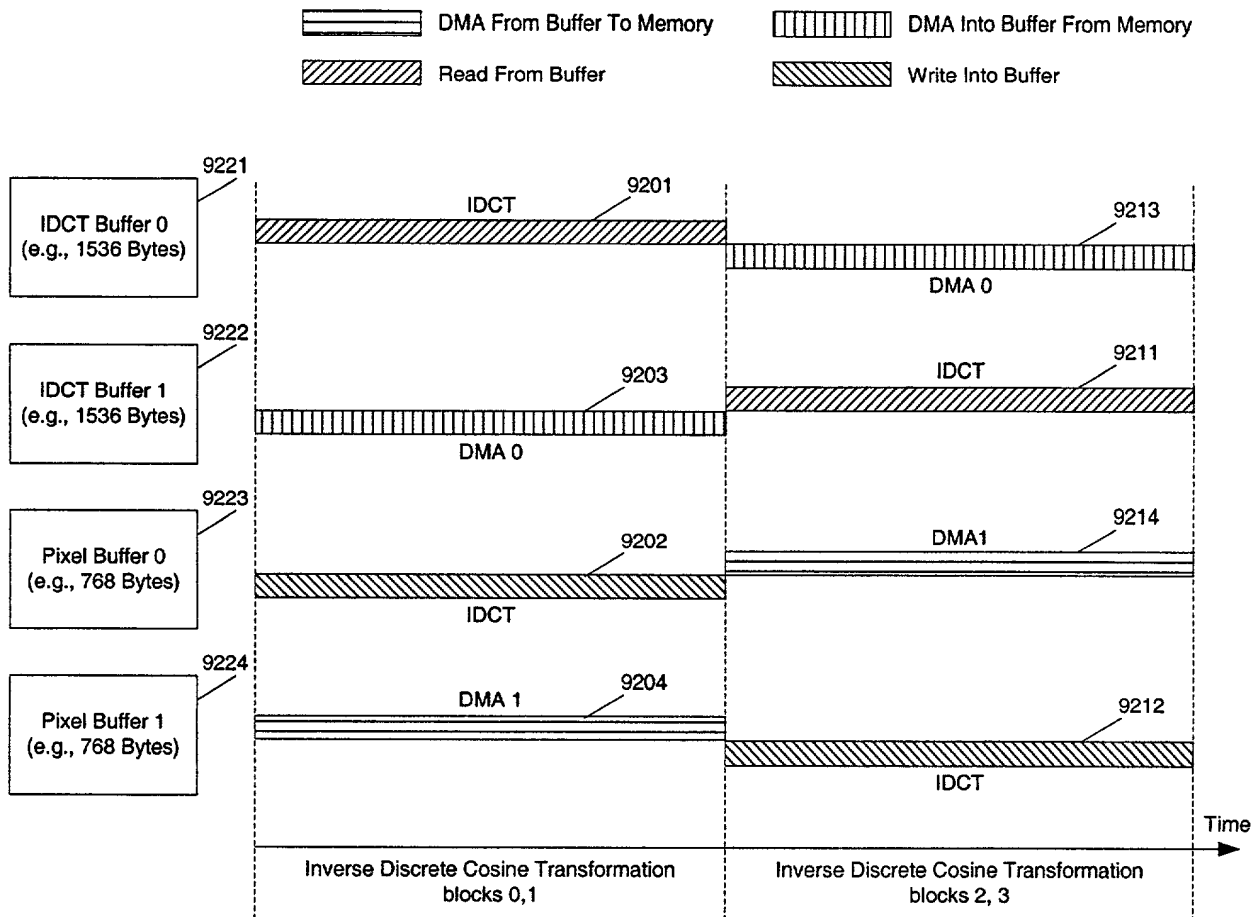 DMA From Buffer To Memory
DMA Into Buffer From Memory
Read From Buffer
Write Into Buffer
9221
IDCT Buffer 0
(e.g., 1536 Bytes)
IDCT
9201
9213
DMA 0
9222
IDCT Buffer 1
(e.g., 1536 Bytes)
9203
DMA 0
IDCT
9211
9223
Pixel Buffer 0
(e.g., 768 Bytes)
9202
IDCT
DMA1
9214
9224
Pixel Buffer 1
(e.g., 768 Bytes)
DMA 1
9204
9212
IDCT
Time
Inverse Discrete Cosine Transformation
blocks 0,1
Inverse Discrete Cosine Transformation
blocks 2, 3